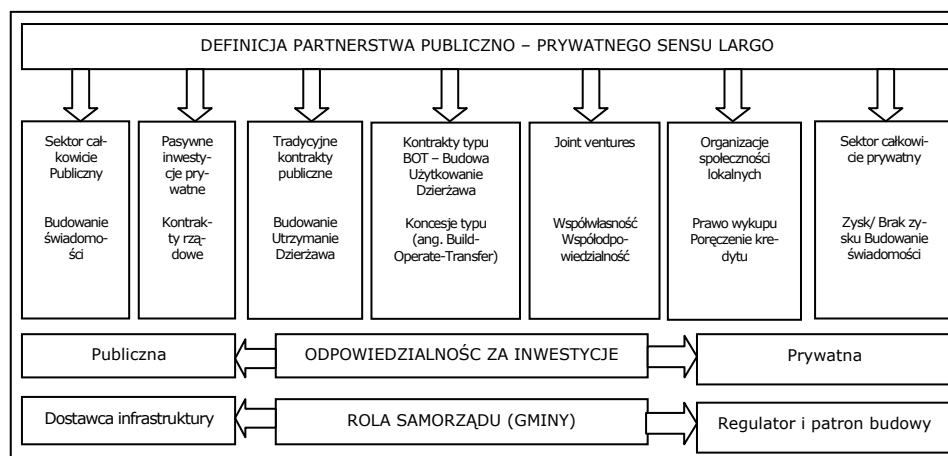 DEFINICJA PARTNERSTWA PUBLICZNO – PRYWATNEGO SENSU LARGO
Sektor cał-
kowicie
Publiczny
Budowanie
świadomo-
ści
Pasywne
inwesty-
cje pry-
watne
Kontrak-
ty rzą-
dowe
Tradycyjne
kontrakty
publiczne
Budowanie
Utrzymanie
Dzierżawa
Kontrakty typu
BOT – Budowa
Użytkowanie
Dzierżawa
Koncesje typu
(ang. Build-
Operate-Transfer)
Joint ventures
Współwłasność
Współodpo-
wiedzialność
Organizacje
społeczności
lokalnych
Prawo wykupu
Poręczenie kre-
dytu
Sektor całkowi-
cie prywatny
Zysk/ Brak zy-
sku Budowanie
świadomości
Publiczna
ODPOWIEDZIALNOŚC ZA INWESTYCJE
Prywatna
Dostawca infrastruktury
ROLA SAMORZĄDU (GMINY)
Regulator i patron budowy